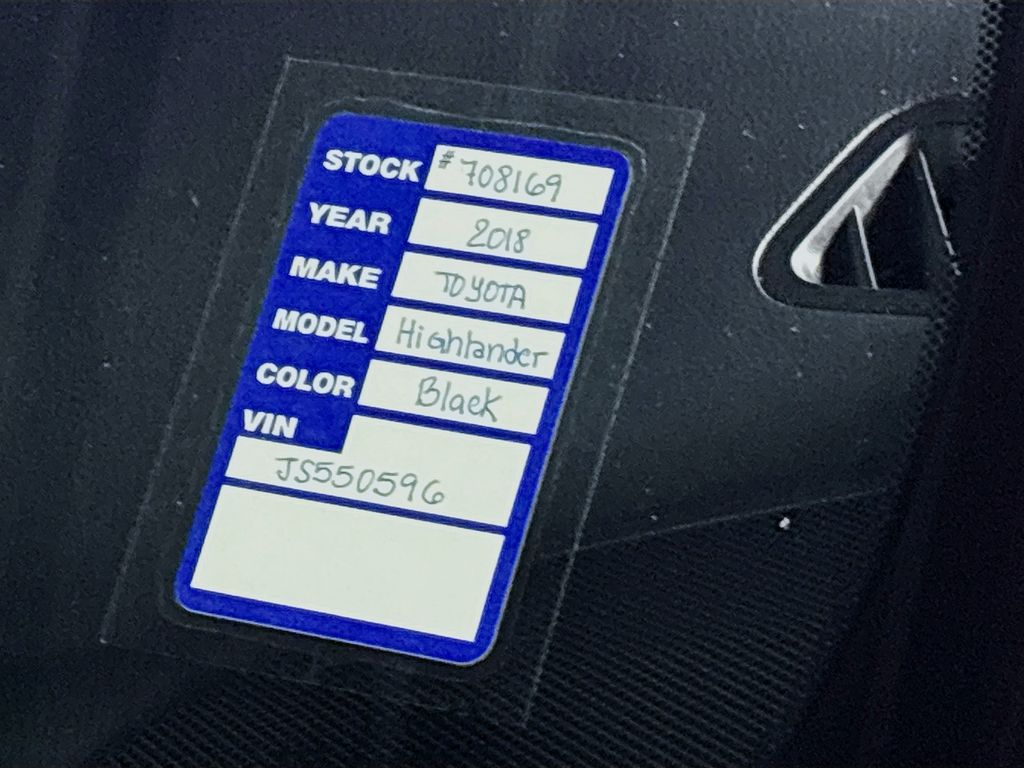 STOCK #708169
YEAR 2018
MAKE TOYOTA
MODEL Highlander
COLOR Black
VIN
JS550596